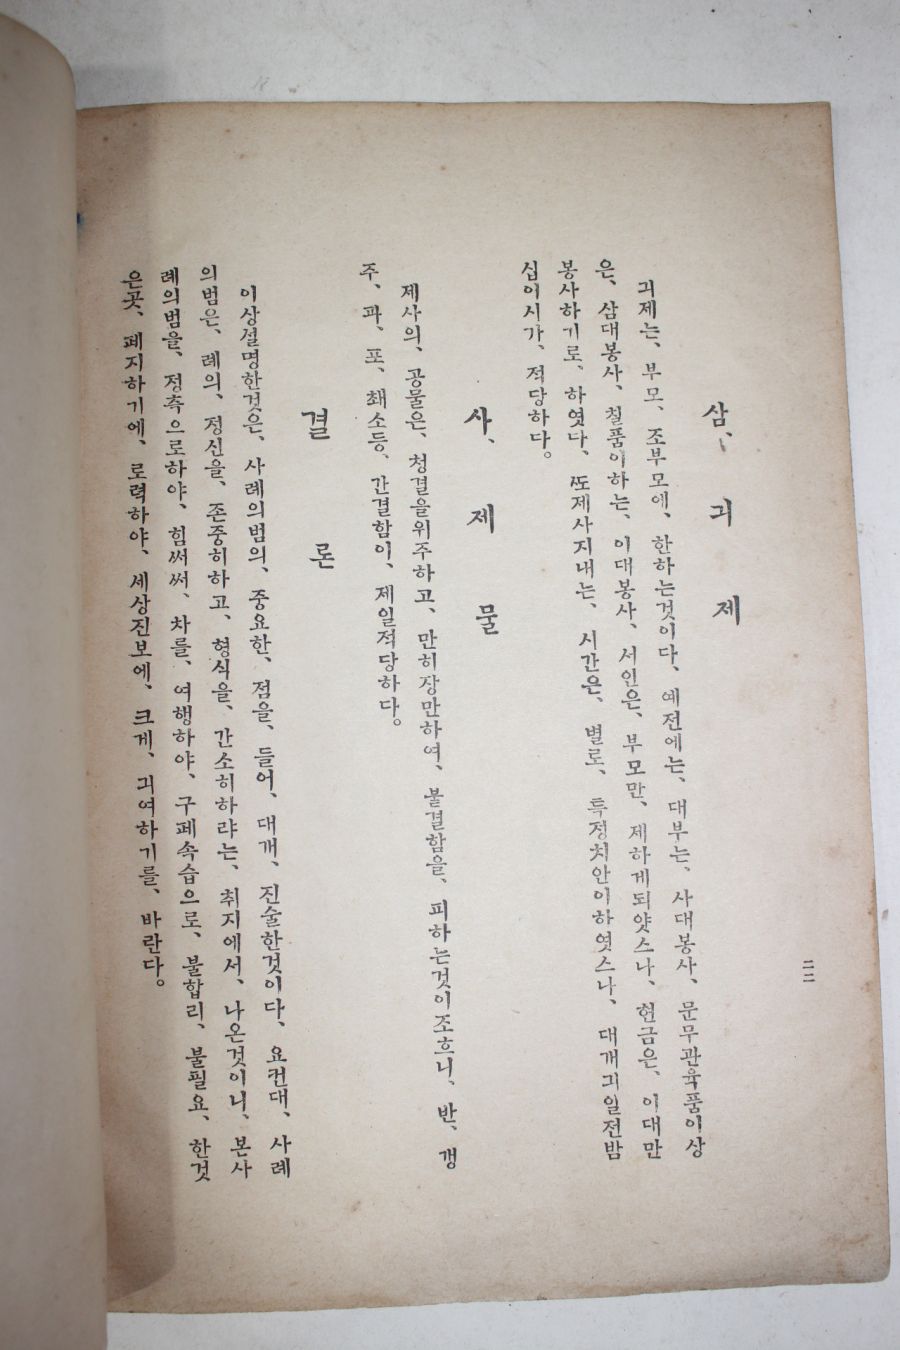 二二
삼、긔제
긔제는、부모、조부모에、한하는것이다、예전에는、대부는、사대봉사、문무관육품이상
은、삼대봉사、칠품이하는、이대봉사、서인은、부모만、제하게되얏스나、현금은、이대만
봉사하기로、하엿다、ᄯᅩ제사지내는、시간은、별로、특정치안이하엿스나、대개긔일전밤
십이시가、적당하다。
사、제물
제사의、공물은、청결을위주하고、만히장만하여、불결함을、피하는것이조흐니、반、갱
주、과、포、채소등、간결함이、제일적당하다。
결론
이상설명한것은、사례의범의、중요한、점을、들어、대개、진술한것이다、요컨대、사례
의범은、례의、정신을、존중히하고、형식을、간소히하랴는、취지에서、나온것이니、본사
례의범을、정측으로하야、힘써써、차를、여행하야、구폐속습으로、불합리、불필요、한것
은곳、폐지하기에、로력하야、세상진보에、크게、긔여하기를、바란다。